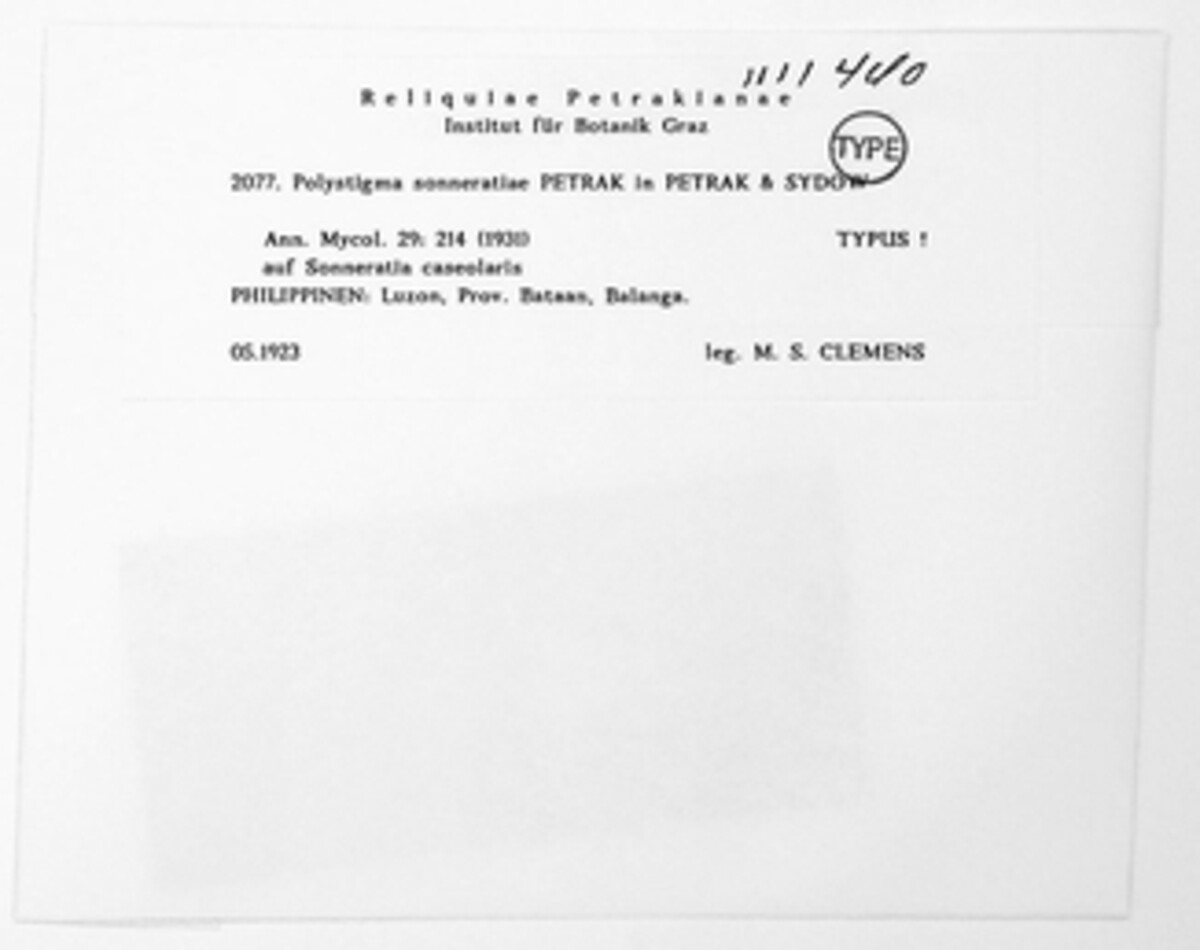 Reliquiae Petrakianae
Institut für Botanik Graz
TYPE
2077. Polystigma sonneratiae PETRAK in PETRAK & SYDOW
Ann. Mycol. 29: 214 (1931) TYPUS !
auf Sonneratia caseolaris
PHILIPPINEN: Luzon, Prov. Bataan, Balanga.
05.1923 leg. M. S. CLEMENS